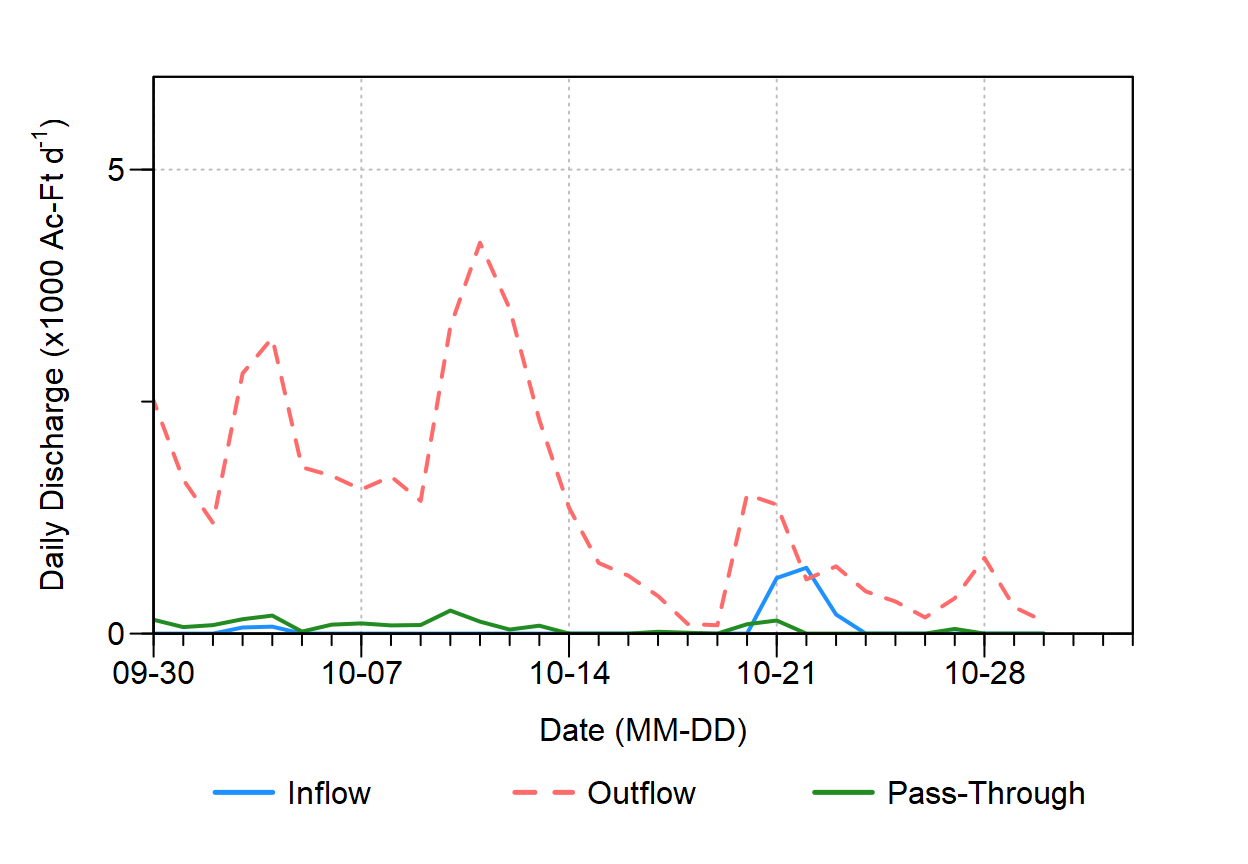 Daily Discharge (x1000 Ac-Ft d⁻¹)
5
0
09-30 10-07 10-14 10-21 10-28
Date (MM-DD)
Inflow Outflow Pass-Through